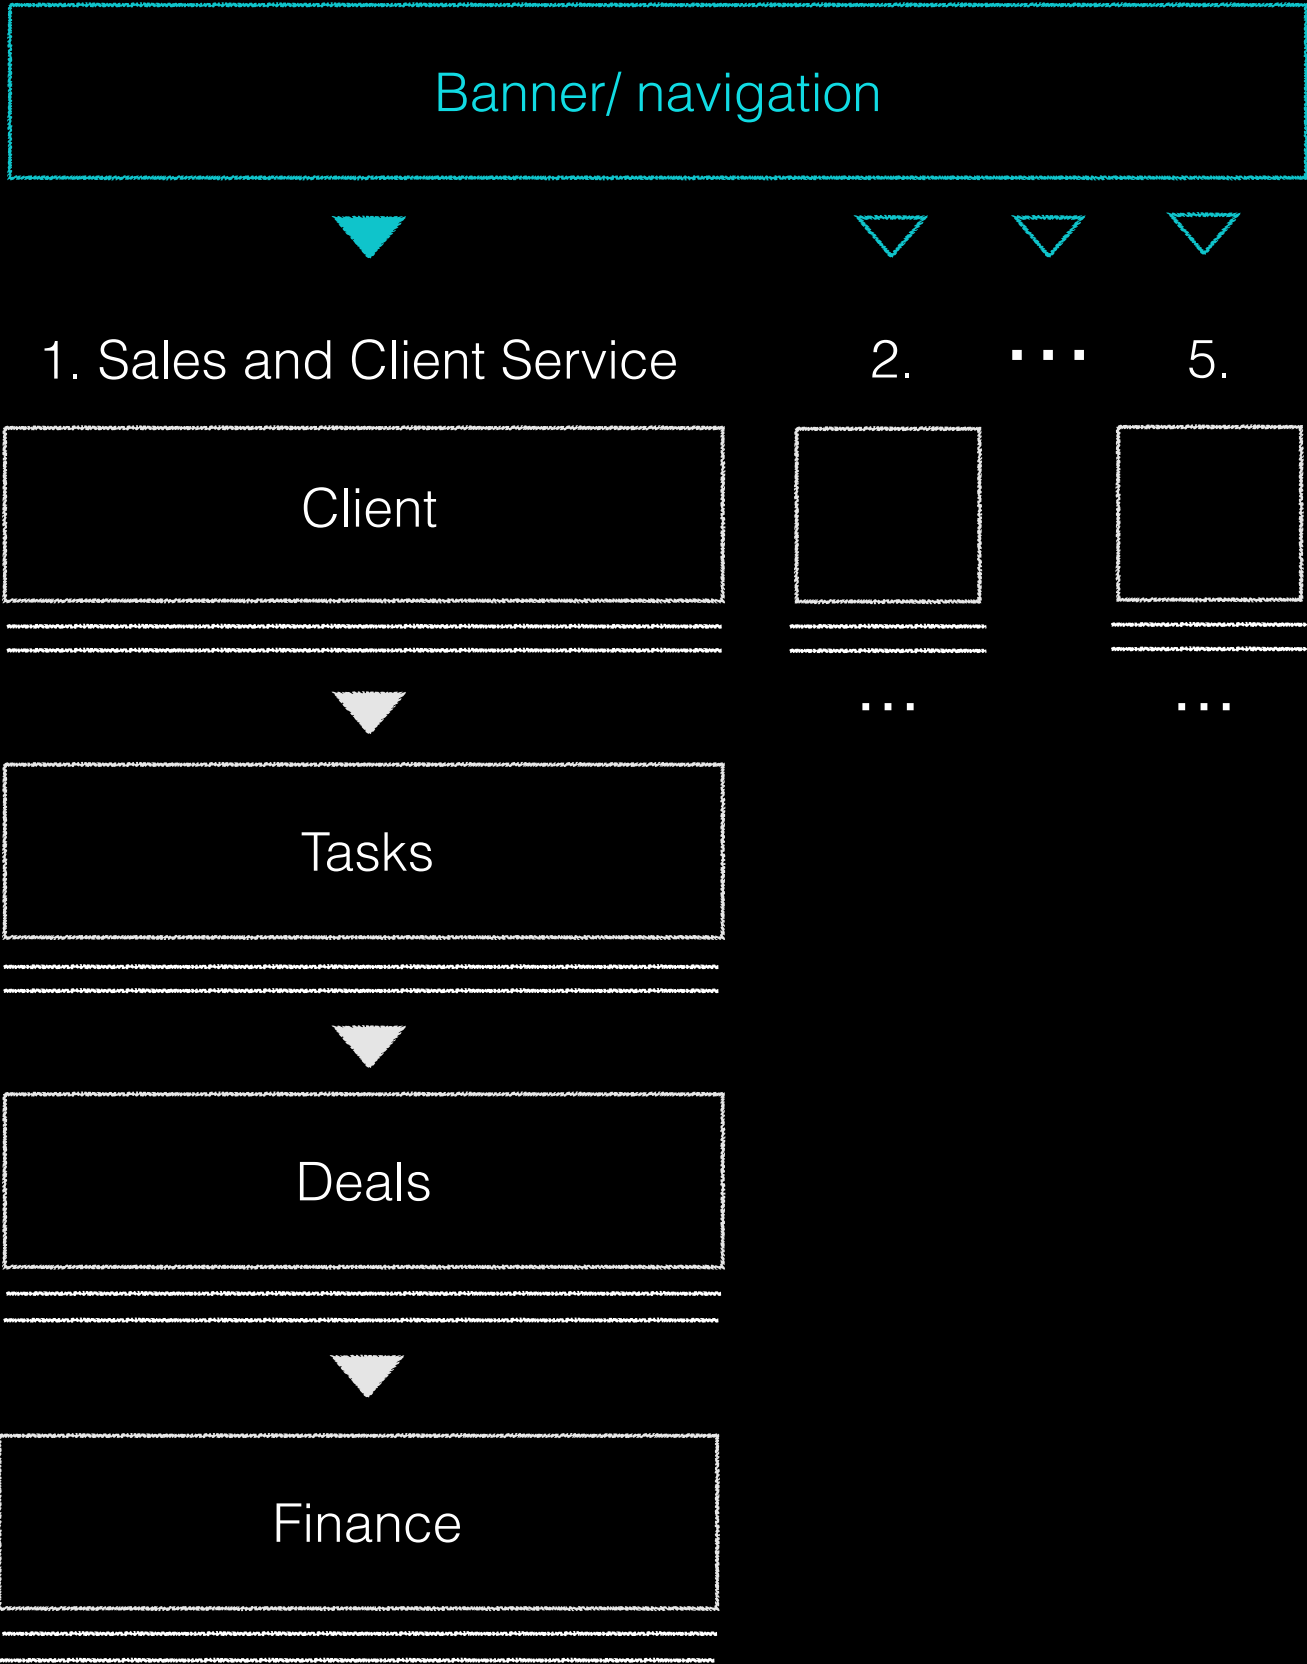 Banner/ navigation
1. Sales and Client Service
2.
...
5.
Client
...
...
Tasks
Deals
Finance